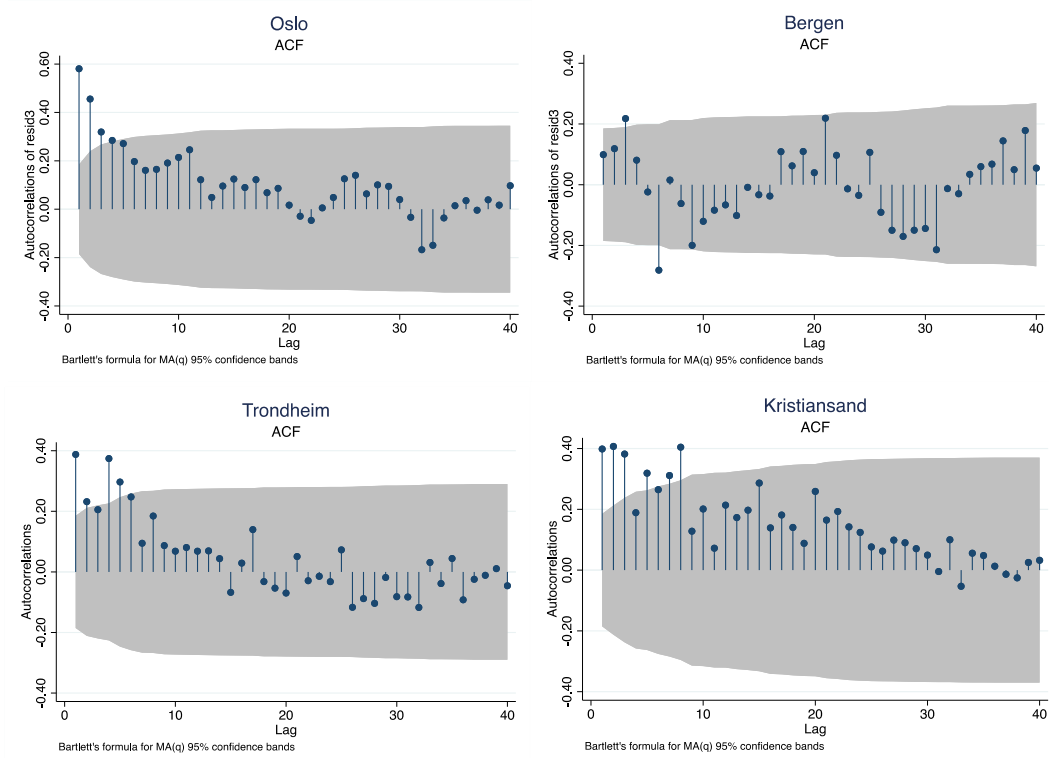 Oslo
ACF
Autocorrelations of resid3
0.60
0.40
0.20
0.00
-0.20
-0.40
0 10 20 30 40
Lag
Bartlett's formula for MA(q) 95% confidence bands
Bergen
ACF
Autocorrelations of resid3
0.40
0.20
0.00
-0.20
-0.40
0 10 20 30 40
Lag
Bartlett's formula for MA(q) 95% confidence bands
Trondheim
ACF
Autocorrelations
0.40
0.20
0.00
-0.20
-0.40
0 10 20 30 40
Lag
Bartlett's formula for MA(q) 95% confidence bands
Kristiansand
ACF
Autocorrelations
0.40
0.20
0.00
-0.20
-0.40
0 10 20 30 40
Lag
Bartlett's formula for MA(q) 95% confidence bands